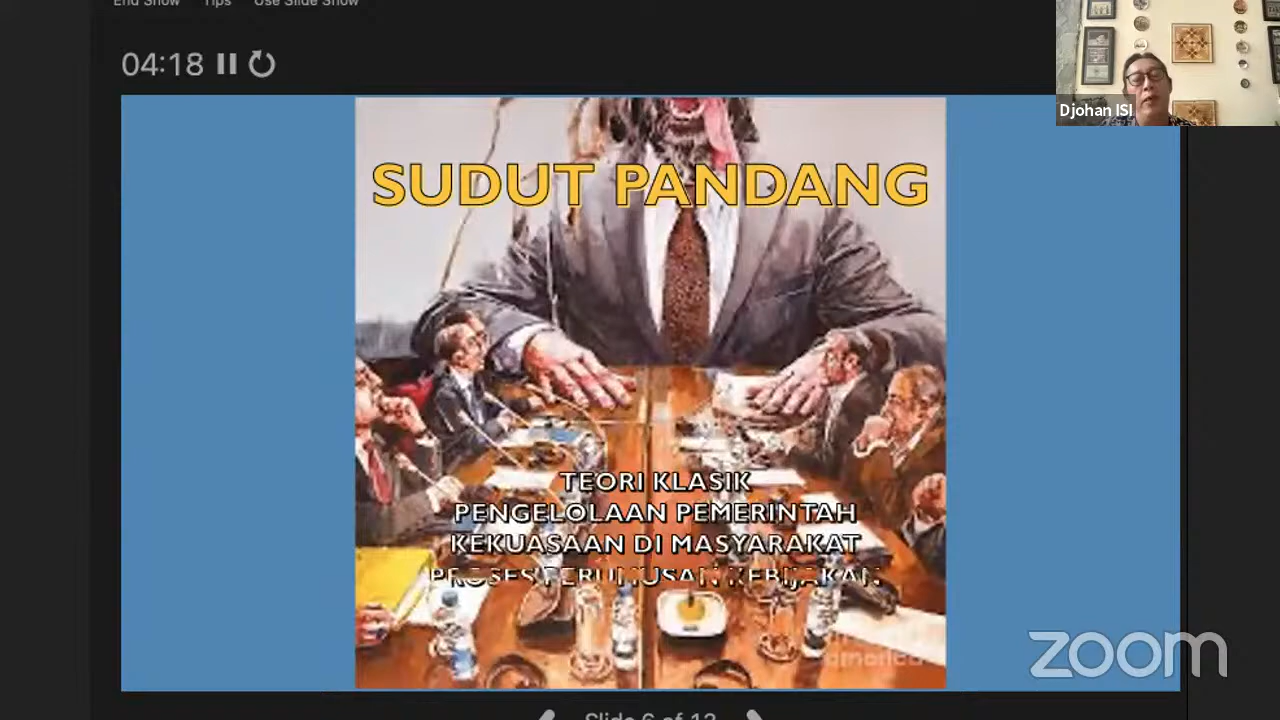 End Show Tips Use Slide Show
04:18
Djohan ISI
SUDUT PANDANG
TEORI KLASIK
PENGELOLAAN PEMERINTAH
KEKUASAAN DI MASYARAKAT
PROSES PERUMUSAN KEBIJAKAN
zoom
Slide 6 of 13